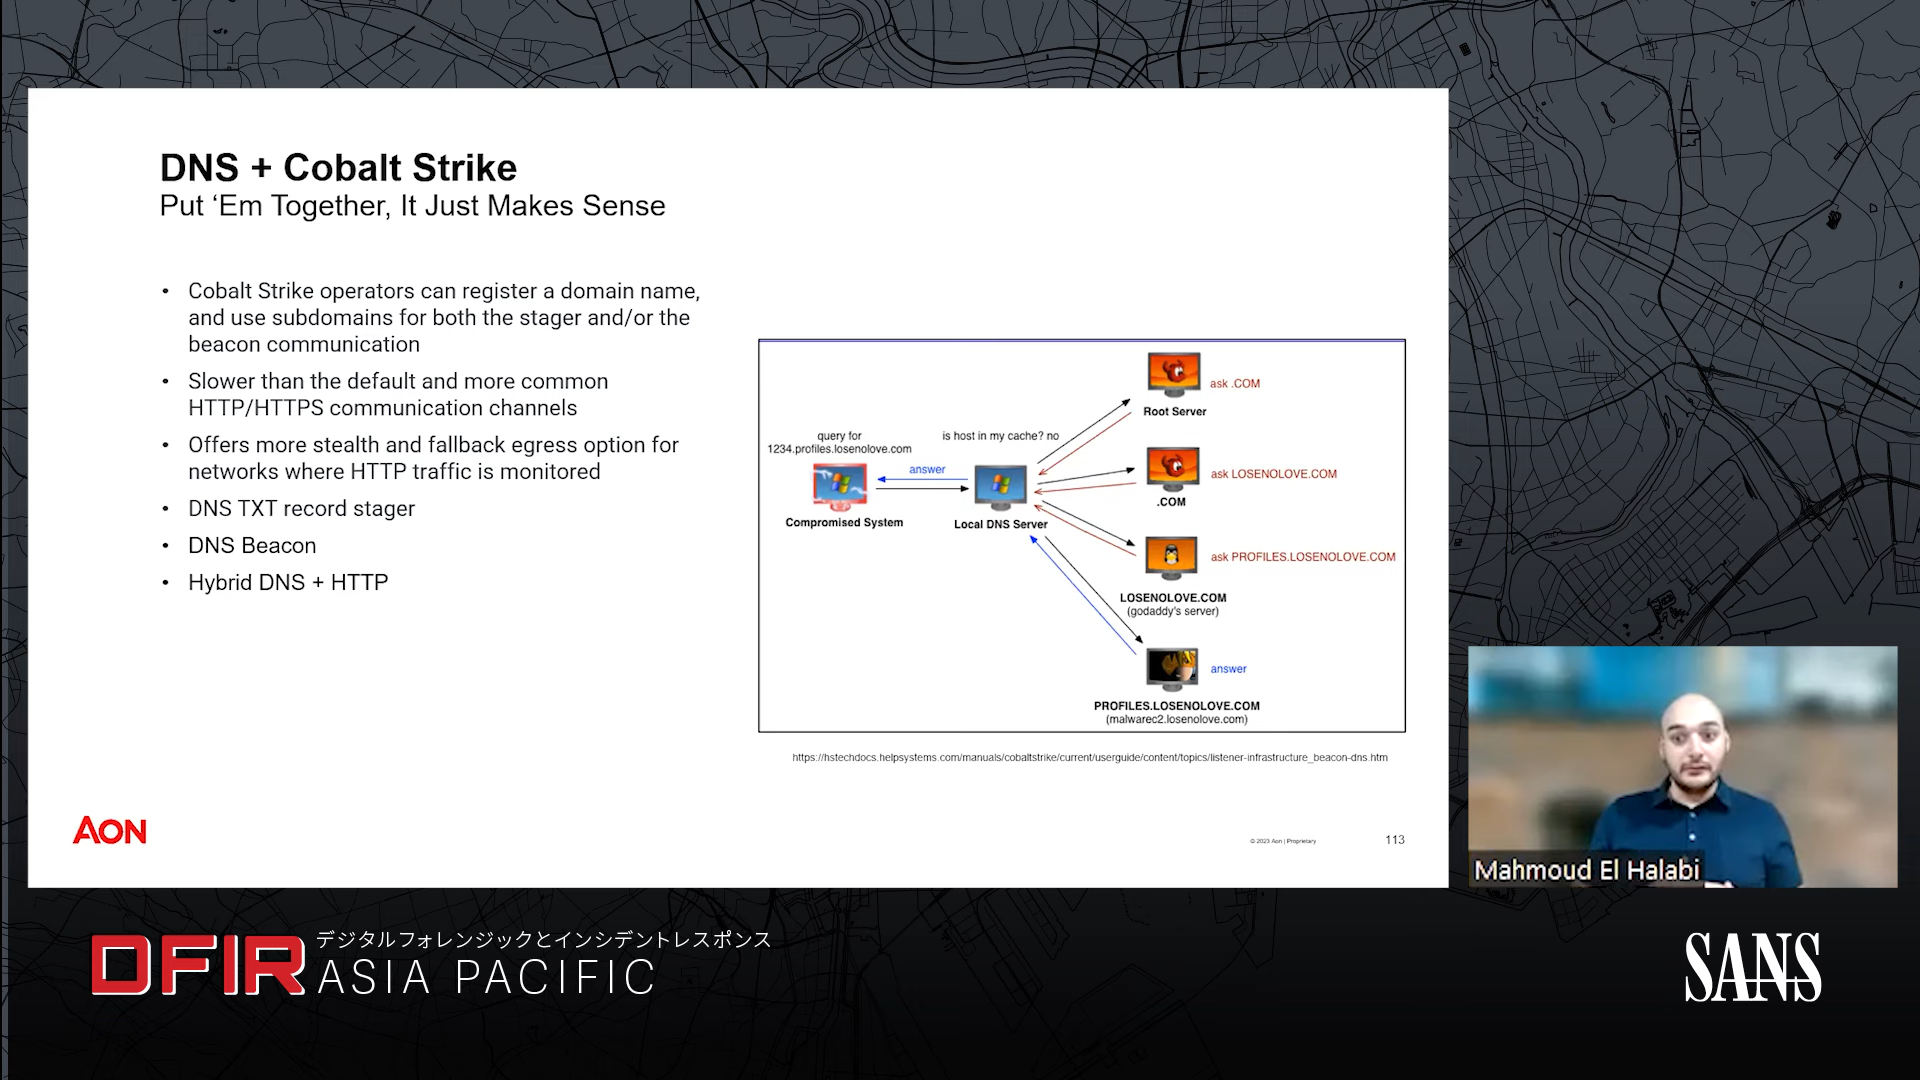 DNS + Cobalt Strike
Put ‘Em Together, It Just Makes Sense
• Cobalt Strike operators can register a domain name,
and use subdomains for both the stager and/or the
beacon communication
• Slower than the default and more common
HTTP/HTTPS communication channels
• Offers more stealth and fallback egress option for
networks where HTTP traffic is monitored
• DNS TXT record stager
• DNS Beacon
• Hybrid DNS + HTTP
query for
1234.profiles.losenolove.com
Compromised System
answer
is host in my cache? no
Local DNS Server
ask .COM
Root Server
ask LOSENOLOVE.COM
.COM
ask PROFILES.LOSENOLOVE.COM
LOSENOLOVE.COM
(godaddy's server)
answer
PROFILES.LOSENOLOVE.COM
(malwarec2.losenolove.com)
https://hstechdocs.helpsystems.com/manuals/cobaltstrike/current/userguide/content/topics/listener-infrastructure_beacon-dns.htm
AON
© 2023 Aon | Proprietary
113
Mahmoud El Halabi
DFIR
デジタルフォレンジックとインシデントレスポンス
ASIA PACIFIC
SANS